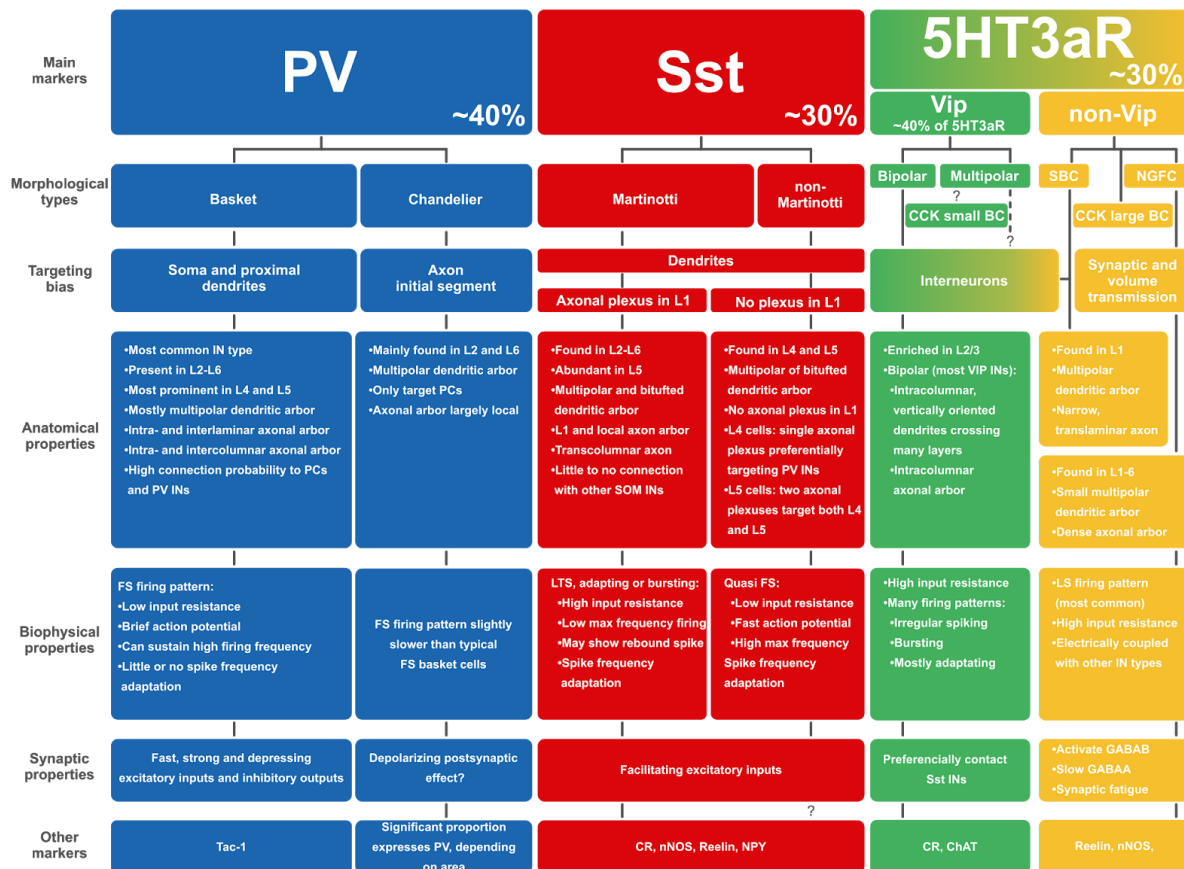 Main
markers
PV
~40%
Sst
~30%
5HT3aR
~30%
Vip
~40% of 5HT3aR
non-Vip
Morphological
types
Basket
Chandelier
Martinotti
non-
Martinotti
Bipolar
Multipolar
SBC
NGFC
?
CCK small BC
CCK large BC
?
Targeting
bias
Soma and proximal
dendrites
Axon
initial segment
Dendrites
Axonal plexus in L1
No plexus in L1
Interneurons
Synaptic and
volume
transmission
Anatomical
properties
•Most common IN type
•Present in L2-L6
•Most prominent in L4 and L5
•Mostly multipolar dendritic arbor
•Intra- and interlaminar axonal arbor
•Intra- and intercolumnar axonal arbor
•High connection probability to PCs
and PV INs
•Mainly found in L2 and L6
•Multipolar dendritic arbor
•Only target PCs
•Axonal arbor largely local
•Found in L2-L6
•Abundant in L5
•Multipolar and bitufted
dendritic arbor
•L1 and local axon arbor
•Transcolumnar axon
•Little to no connection
with other SOM INs
•Found in L4 and L5
•Multipolar of bitufted
dendritic arbor
•No axonal plexus in L1
•L4 cells: single axonal
plexus preferentially
targeting PV INs
•L5 cells: two axonal
plexuses target both L4
and L5
•Enriched in L2/3
•Bipolar (most VIP INs):
•Intracolumnar,
vertically oriented
dendrites crossing
many layers
•Intracolumnar
axonal arbor
•Found in L1
•Multipolar
dendritic arbor
•Narrow,
translaminar axon
•Found in L1-6
•Small multipolar
dendritic arbor
•Dense axonal arbor
Biophysical
properties
FS firing pattern:
•Low input resistance
•Brief action potential
•Can sustain high firing frequency
•Little or no spike frequency
adaptation
FS firing pattern slightly
slower than typical
FS basket cells
LTS, adapting or bursting:
•High input resistance
•Low max frequency firing
•May show rebound spike
•Spike frequency
adaptation
Quasi FS:
•Low input resistance
•Fast action potential
•High max frequency
Spike frequency
adaptation
•High input resistance
•Many firing patterns:
•Irregular spiking
•Bursting
•Mostly adaptating
•LS firing pattern
(most common)
•High input resistance
•Electrically coupled
with other IN types
Synaptic
properties
Fast, strong and depressing
excitatory inputs and inhibitory outputs
Depolarizing postsynaptic
effect?
Facilitating excitatory inputs
Preferencially contact
Sst INs
•Activate GABAB
•Slow GABAA
•Synaptic fatigue
?
Other
markers
Tac-1
Significant proportion
expresses PV, depending
on area
CR, nNOS, Reelin, NPY
CR, ChAT
Reelin, nNOS,